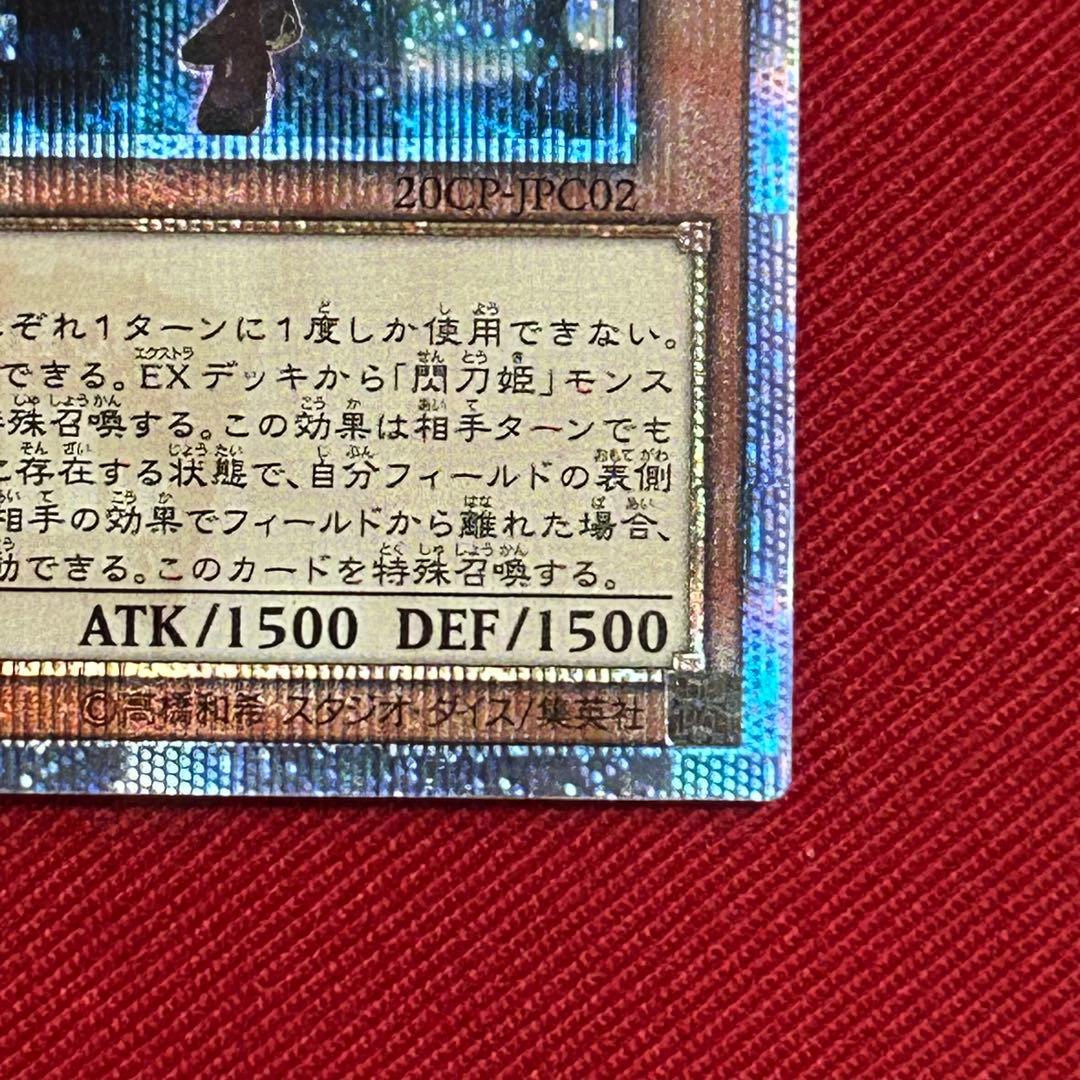 20CP-JPC02
ぞれ1ターンに1度しか使用できない。
できる。EXデッキから「閃刀姫」モンス
特殊召喚する。この効果は相手ターンでも
に存在する状態で、自分フィールドの表側
相手の効果でフィールドから離れた場合、
動できる。このカードを特殊召喚する。
ATK/1500 DEF/1500
©高橋和希 スタジオ・ダイス/集英社